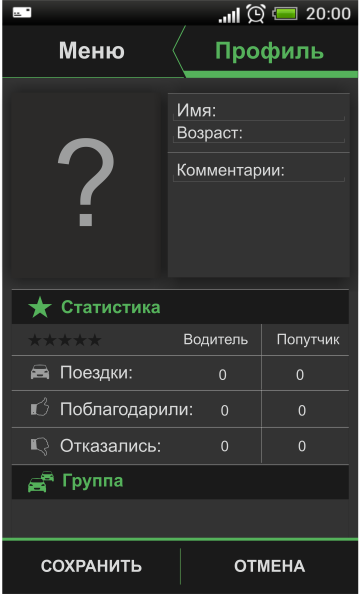 20:00
Меню Профиль
?
Имя:
Возраст:
Комментарии:
Статистика
Водитель Попутчик
Поездки: 0 0
Поблагодарили: 0 0
Отказались: 0 0
Группа
СОХРАНИТЬ ОТМЕНА